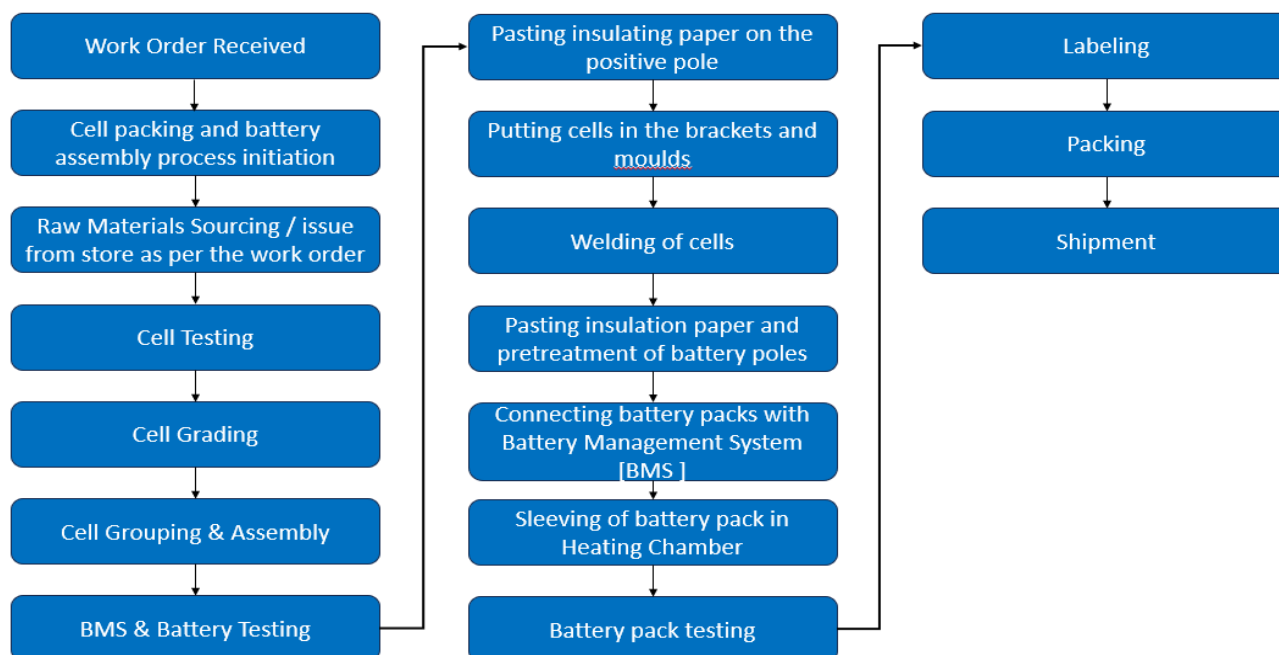 Work Order Received
Cell packing and battery
assembly process initiation
Raw Materials Sourcing / issue
from store as per the work order
Cell Testing
Cell Grading
Cell Grouping & Assembly
BMS & Battery Testing
Pasting insulating paper on the
positive pole
Putting cells in the brackets and
moulds
Welding of cells
Pasting insulation paper and
pretreatment of battery poles
Connecting battery packs with
Battery Management System
[BMS ]
Sleeving of battery pack in
Heating Chamber
Battery pack testing
Labeling
Packing
Shipment